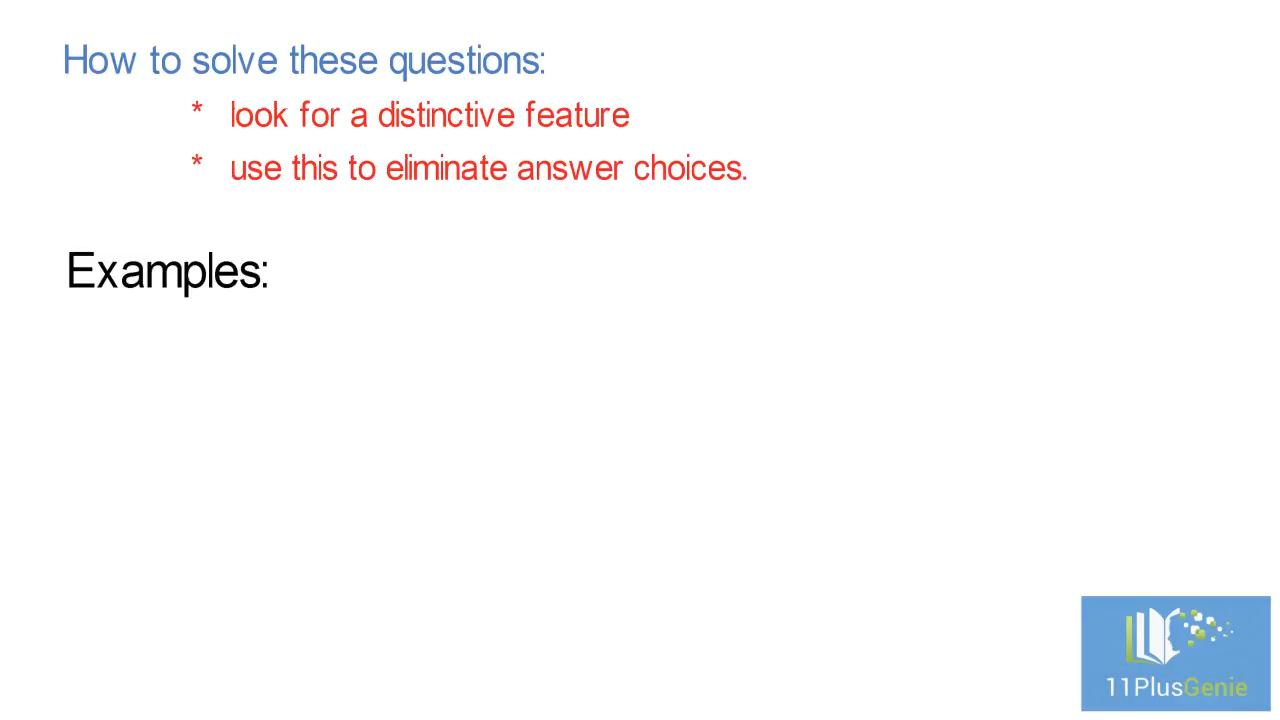 How to solve these questions:
* look for a distinctive feature
* use this to eliminate answer choices.
Examples:
11PlusGenie